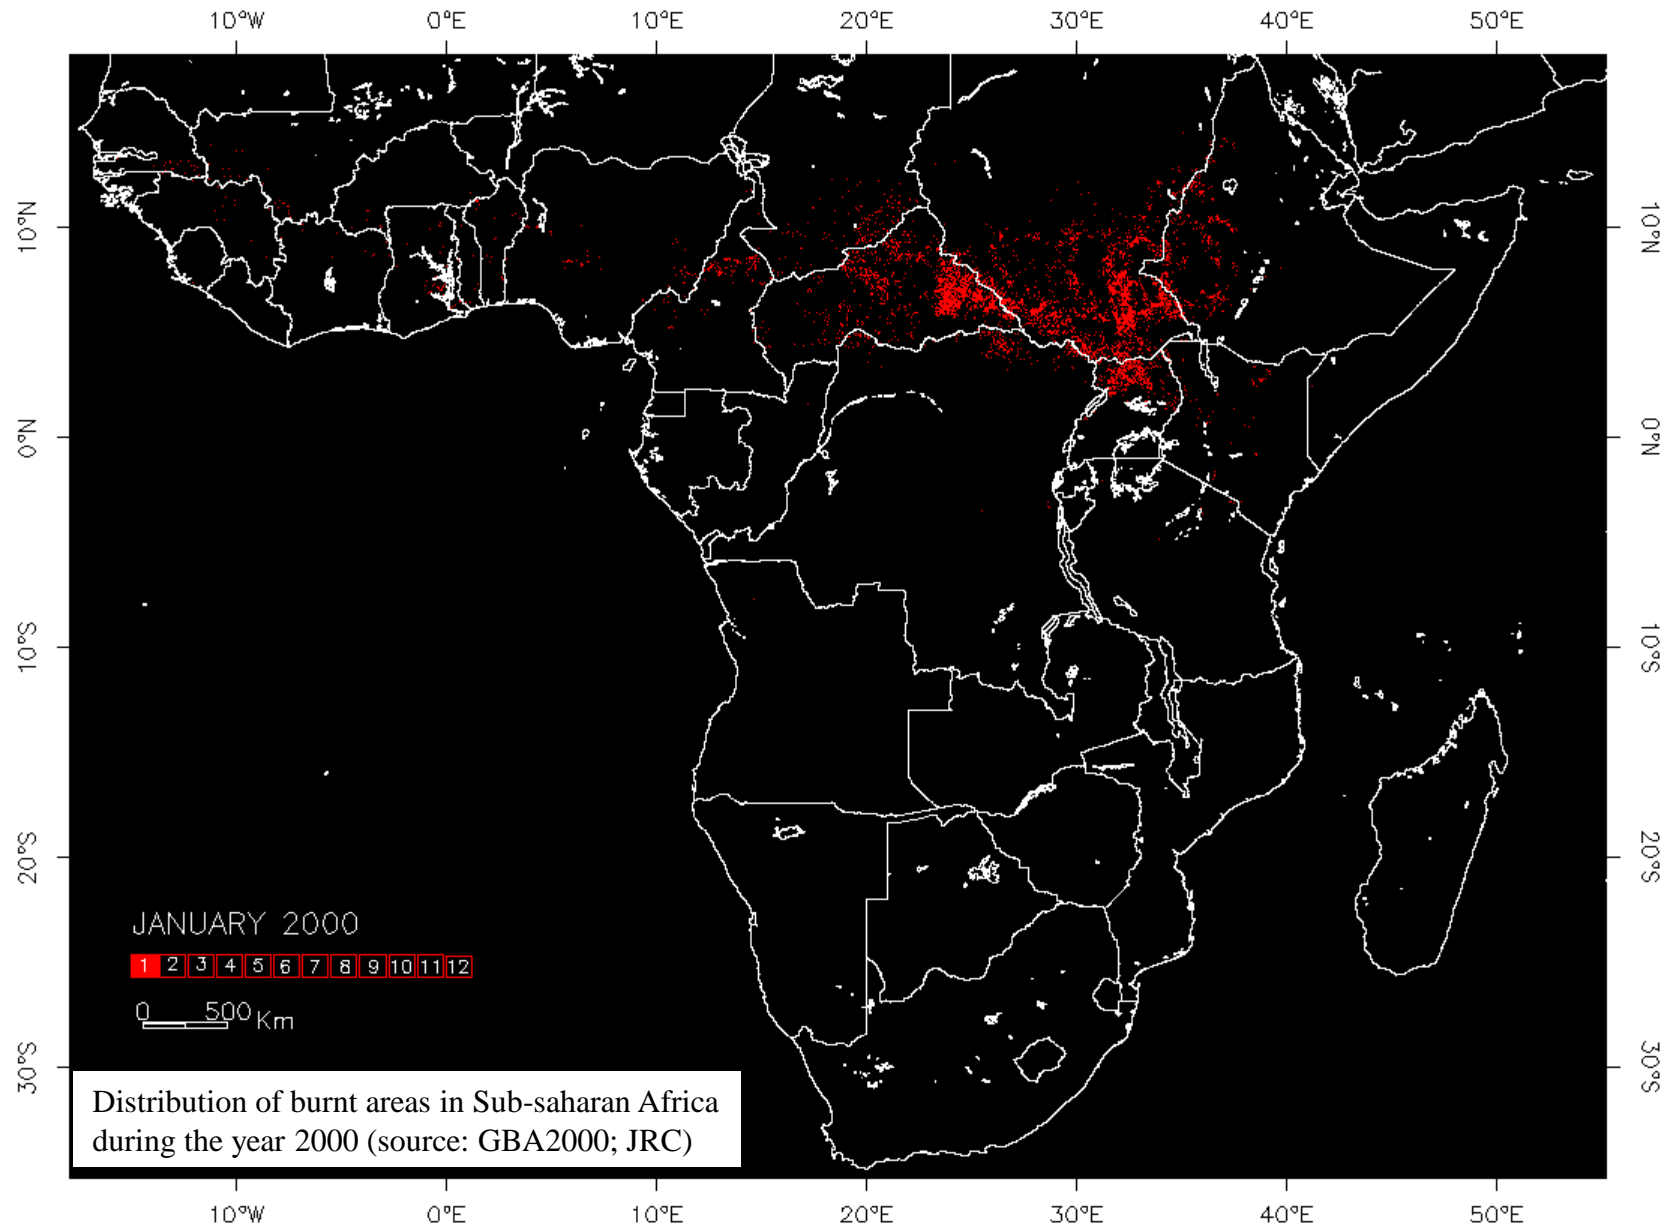 10°W 0°E 10°E 20°E 30°E 40°E 50°E
10°N 10°N
0°N 0°N
10°S 10°S
20°S 20°S
JANUARY 2000
1 2 3 4 5 6 7 8 9 10 11 12
0 500 Km
30°S 30°S
Distribution of burnt areas in Sub-saharan Africa
during the year 2000 (source: GBA2000; JRC)
10°W 0°E 10°E 20°E 30°E 40°E 50°E